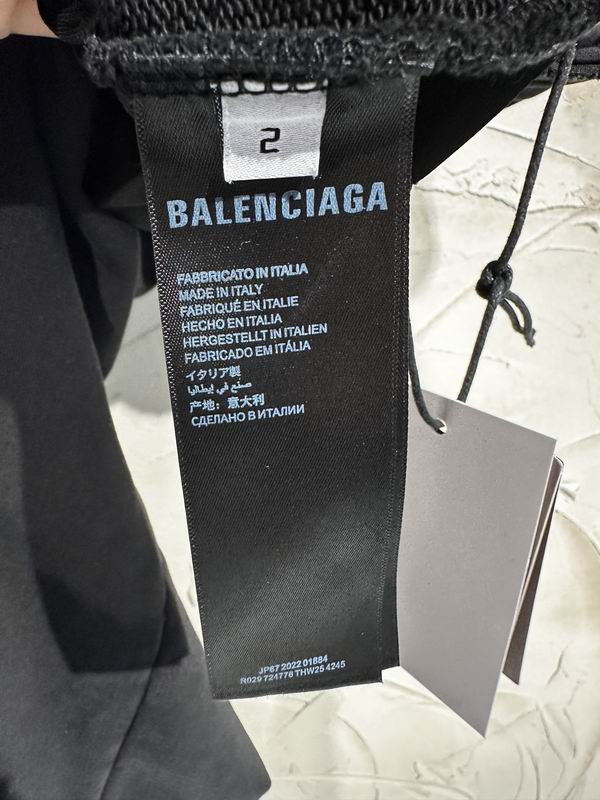 2
BALENCIAGA
FABBRICATO IN ITALIA
MADE IN ITALY
FABRIQUÉ EN ITALIE
HECHO EN ITALIA
HERGESTELLT IN ITALIEN
FABRICADO EM ITÁLIA
イタリア製
صنع في إيطاليا
产地：意大利
СДЕЛАНО В ИТАЛИИ
JP67 2022 01884
R029 724778 THW25 4245